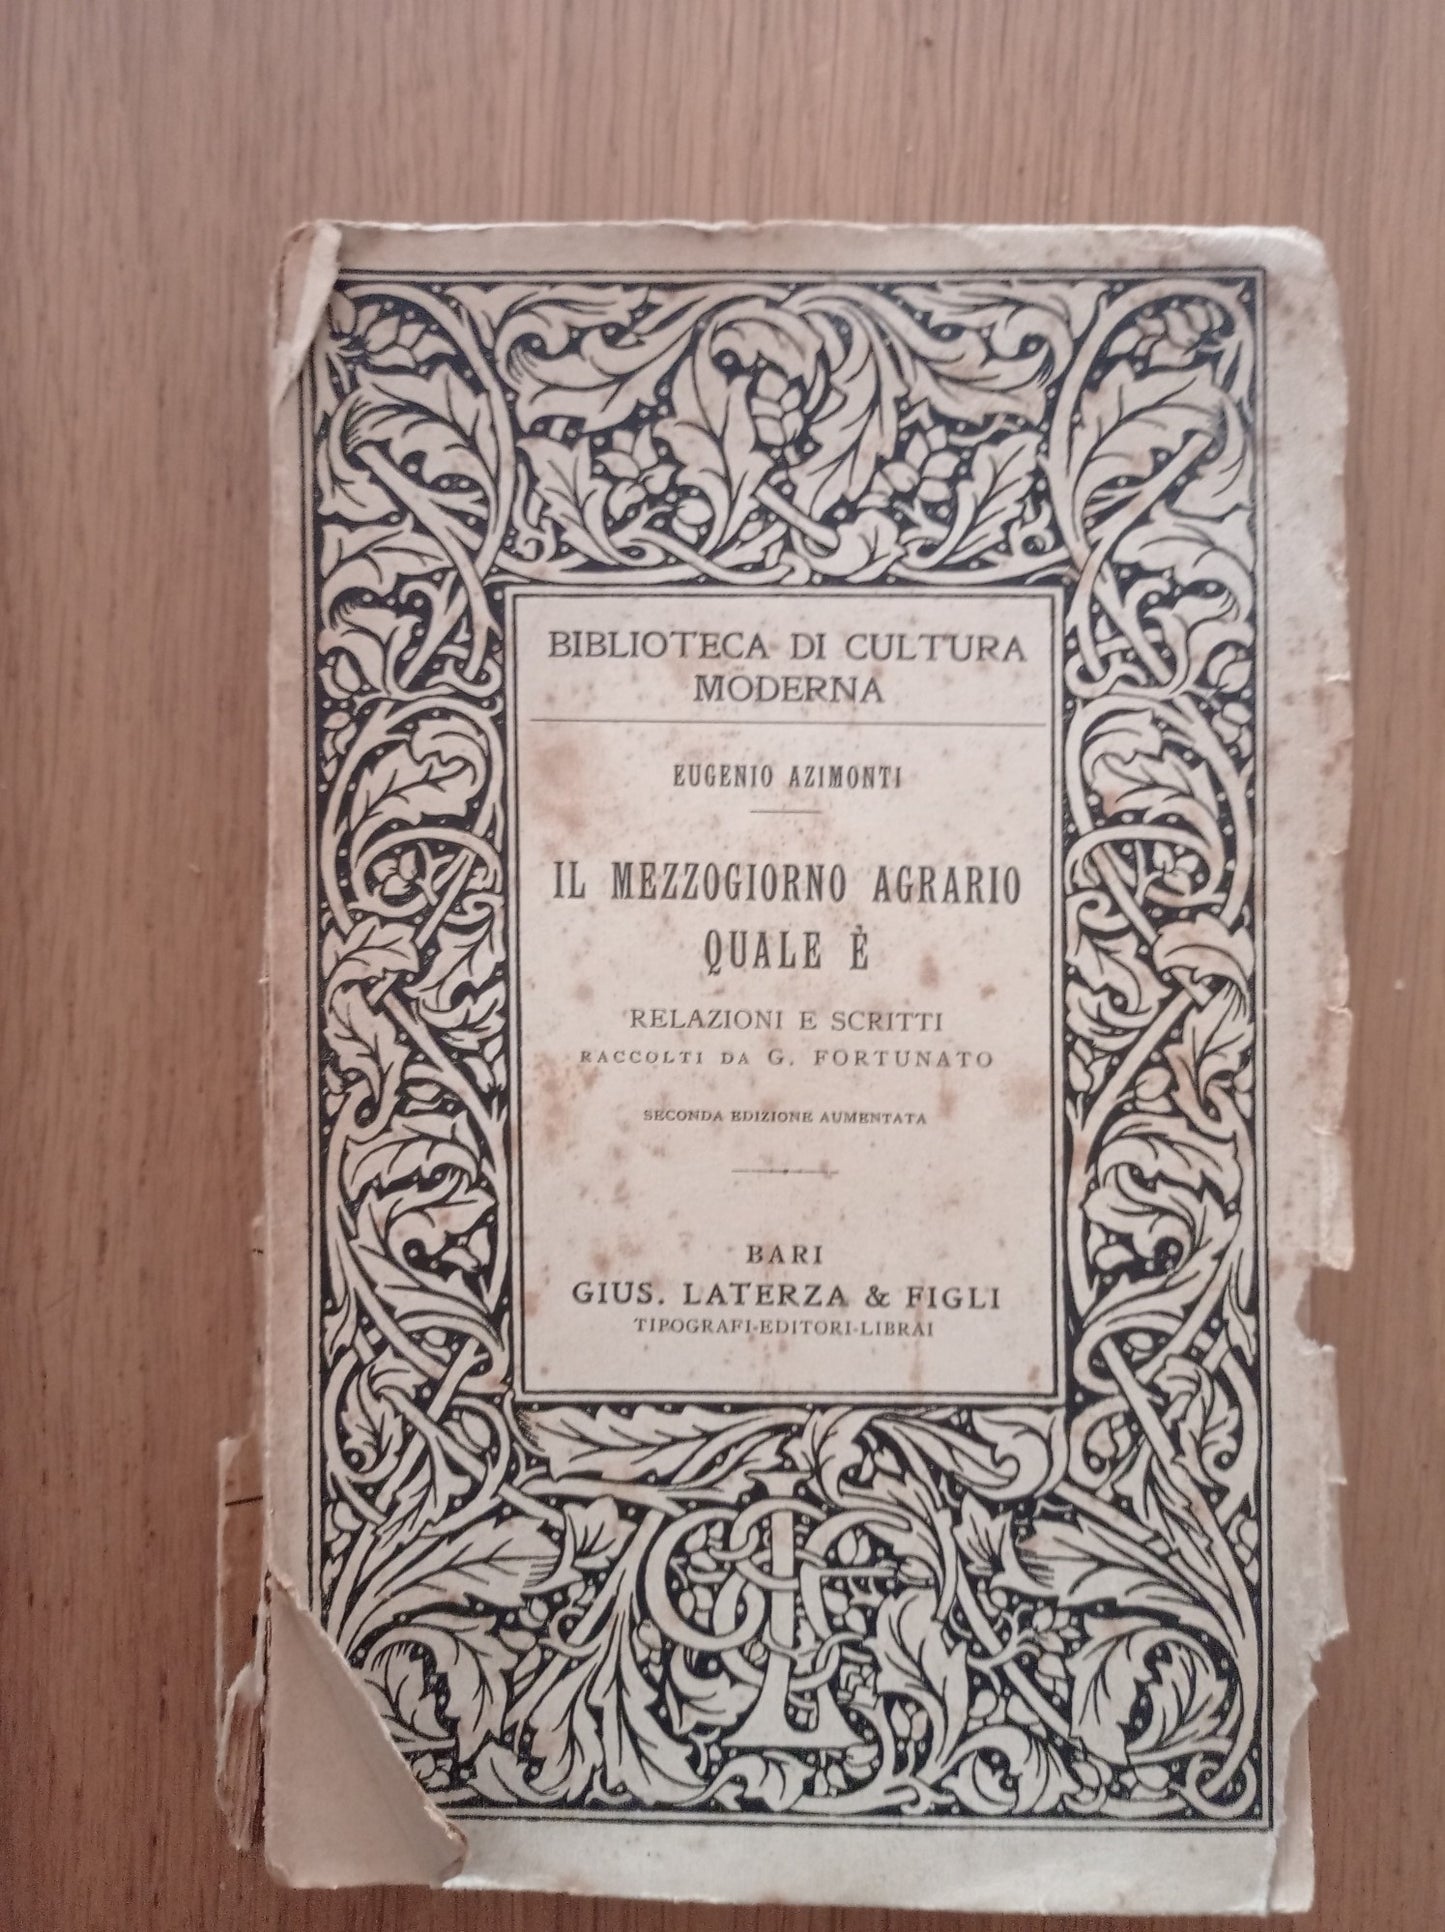 BIBLIOTECA DI CULTURA
MODERNA
EUGENIO AZIMONTI
IL MEZZOGIORNO AGRARIO
QUALE È
RELAZIONI E SCRITTI
RACCOLTI DA G. FORTUNATO
SECONDA EDIZIONE AUMENTATA
BARI
GIUS. LATERZA & FIGLI
TIPOGRAFI-EDITORI-LIBRAI